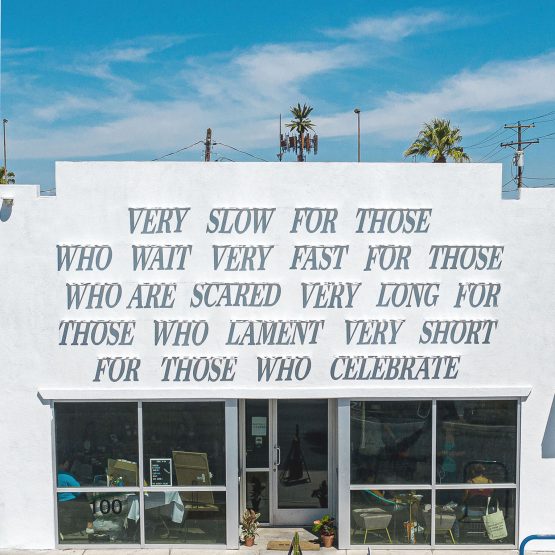 VERY SLOW FOR THOSE
WHO WAIT VERY FAST FOR THOSE
WHO ARE SCARED VERY LONG FOR
THOSE WHO LAMENT VERY SHORT
FOR THOSE WHO CELEBRATE
100